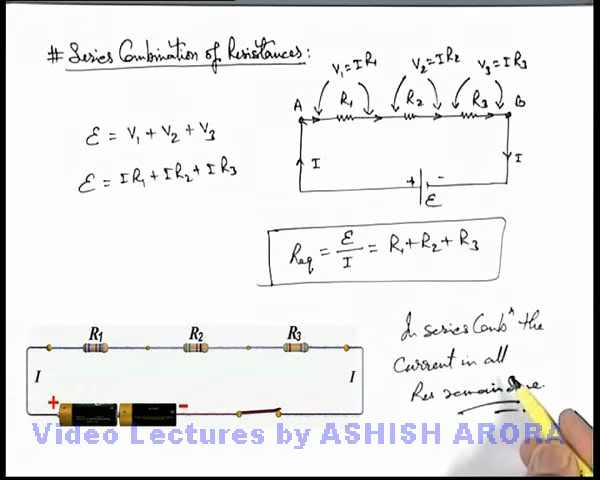 # Series Combination of Resistances:
V₁=IR₁ V₂=IR₂ V₃=IR₃
A R₁ R₂ R₃ B
Ɛ = V₁ + V₂ + V₃
Ɛ = IR₁ + IR₂ + IR₃
I I
+ -
Ɛ
Req = Ɛ/I = R₁+R₂+R₃
R₁ R₂ R₃
I I
+ −
In series Combⁿ the
Current in all
Res remain
Video Lectures by ASHISH ARORA